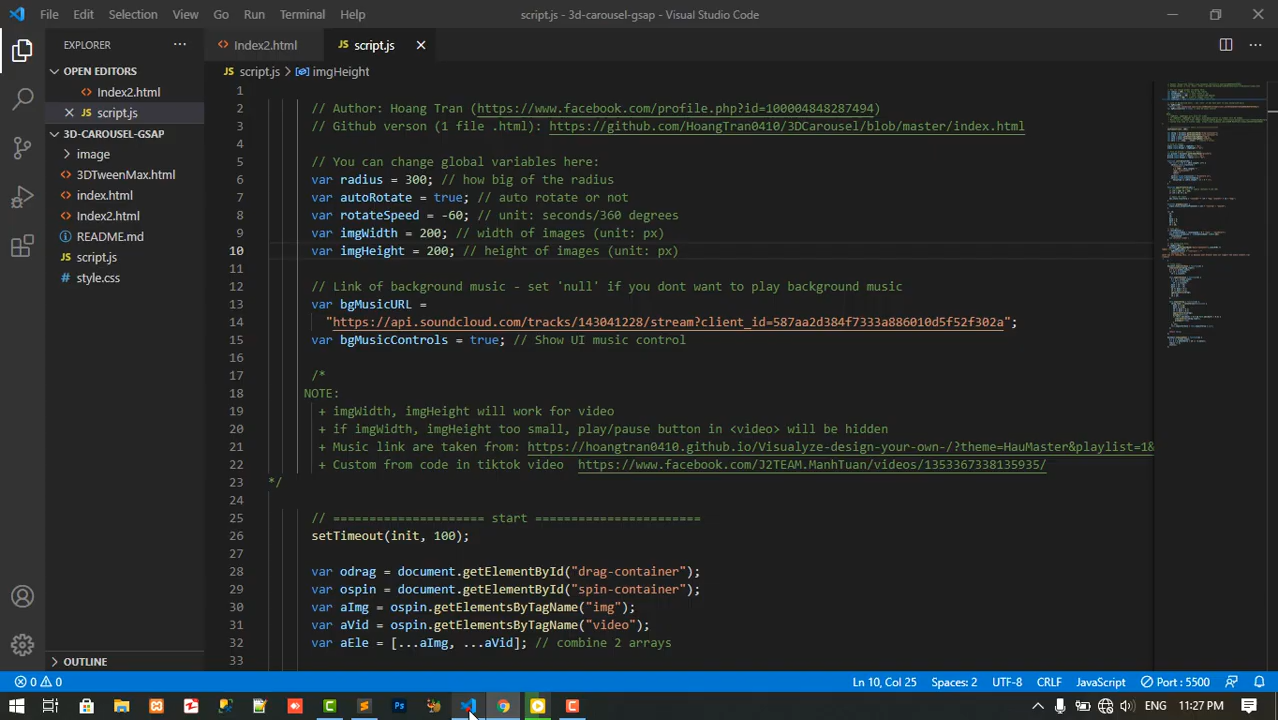 File Edit Selection View Go Run Terminal Help script.js - 3d-carousel-gsap - Visual Studio Code
EXPLORER
OPEN EDITORS
Index2.html
script.js
3D-CAROUSEL-GSAP
image
3DTweenMax.html
index.html
Index2.html
README.md
script.js
style.css
OUTLINE
Index2.html script.js
script.js imgHeight
1
2 // Author: Hoang Tran (http://www.facebook.com/profile.php?id=100004848287494)
3 // Github verson (1 file .html): https://github.com/HoangTran0410/3DCarousel/blob/master/index.html
4
5 // You can change global variables here:
6 var radius = 300; // how big of the radius
7 var autoRotate = true; // auto rotate or not
8 var rotateSpeed = -60; // unit: seconds/360 degrees
9 var imgWidth = 200; // width of images (unit: px)
10 var imgHeight = 200; // height of images (unit: px)
11
12 // Link of background music - set 'null' if you dont want to play background music
13 var bgMusicURL =
14 "https://api.soundcloud.com/tracks/143041228/stream?client_id=587aa2d384f7333a886010d5f52f302a";
15 var bgMusicControls = true; // Show UI music control
16
17 /*
18 NOTE:
19 + imgWidth, imgHeight will work for video
20 + if imgWidth, imgHeight too small, play/pause button in <video> will be hidden
21 + Music link are taken from: https://hoangtran0410.github.io/Visualyze-design-your-own-/?theme=HauMaster&playlist=1&
22 + Custom from code in tiktok video https://www.facebook.com/J2TEAM.ManhTuan/videos/1353367338135935/
23 */
24
25 // ===================== start =======================
26 setTimeout(init, 100);
27
28 var odrag = document.getElementById("drag-container");
29 var ospin = document.getElementById("spin-container");
30 var aImg = ospin.getElementsByTagName("img");
31 var aVid = ospin.getElementsByTagName("video");
32 var aEle = [...aImg, ...aVid]; // combine 2 arrays
33
0 0 Ln 10, Col 25 Spaces: 2 UTF-8 CRLF JavaScript Port : 5500
ENG 11:27 PM